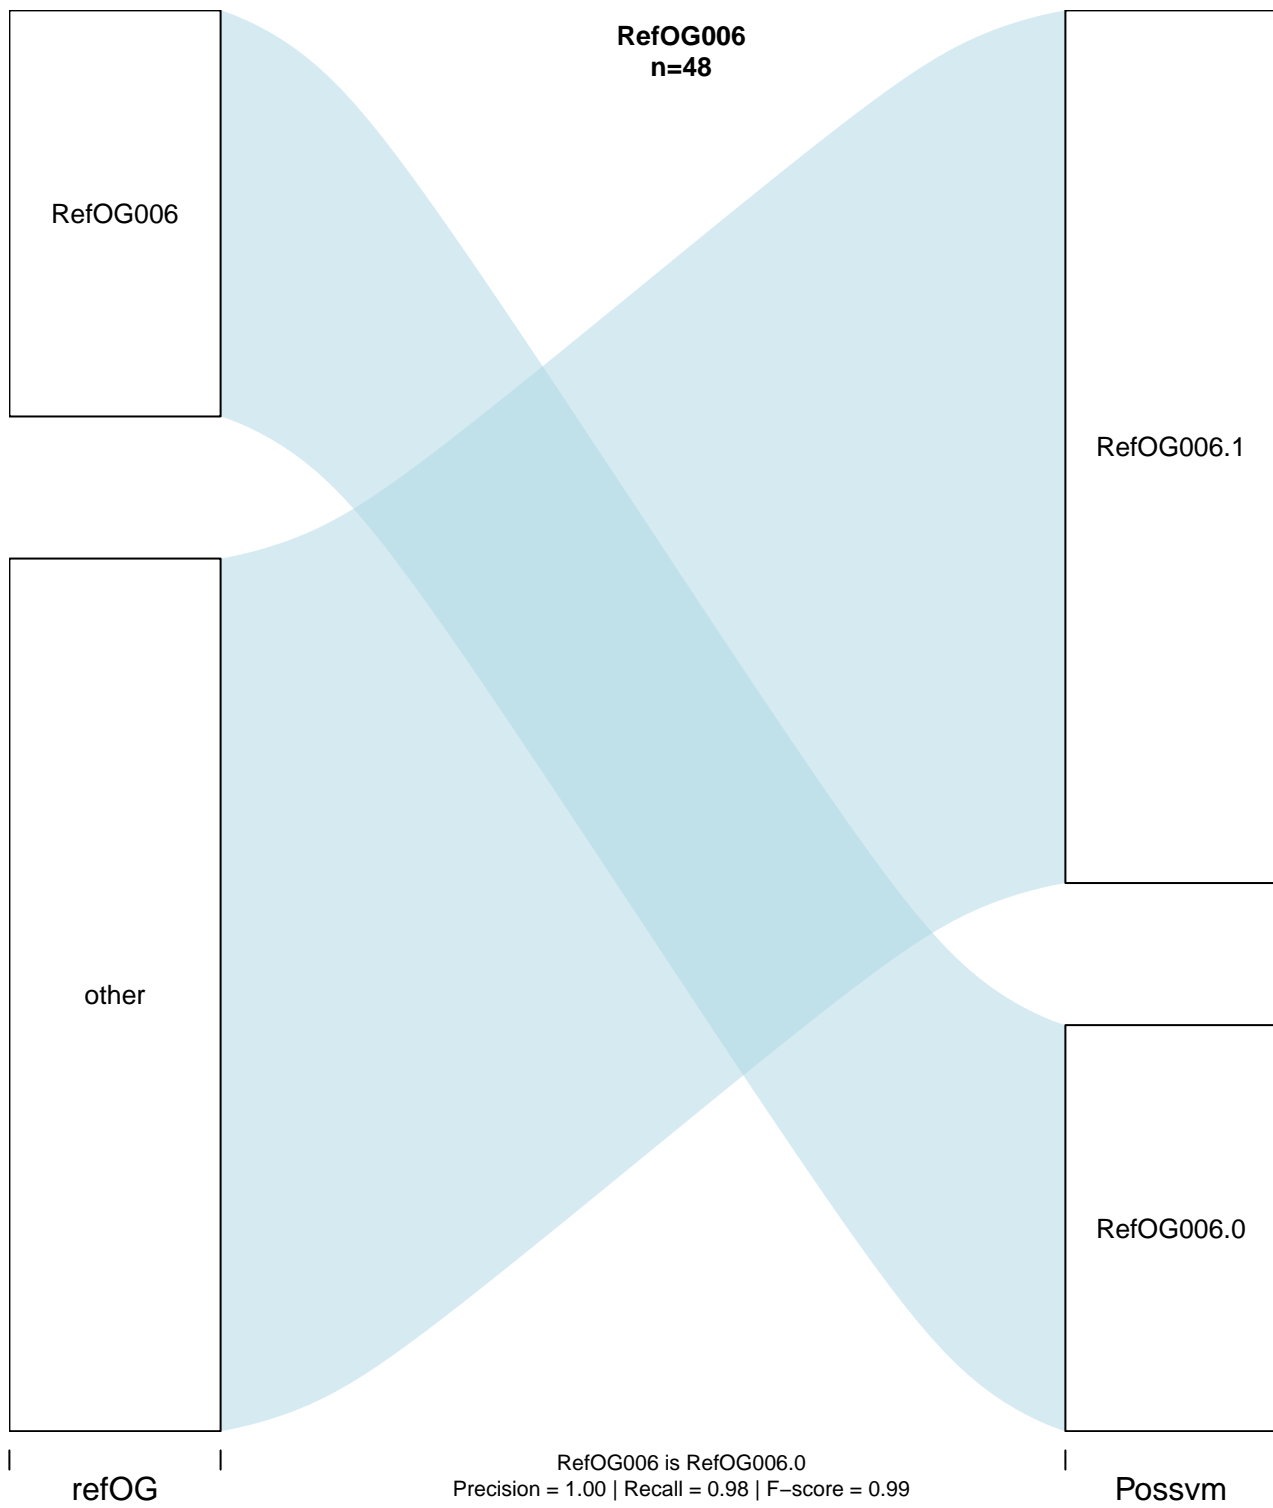 RefOG006
n=48
RefOG006
RefOG006.1
other
RefOG006.0
RefOG006 is RefOG006.0
Precision = 1.00 | Recall = 0.98 | F−score = 0.99
refOG
Possvm